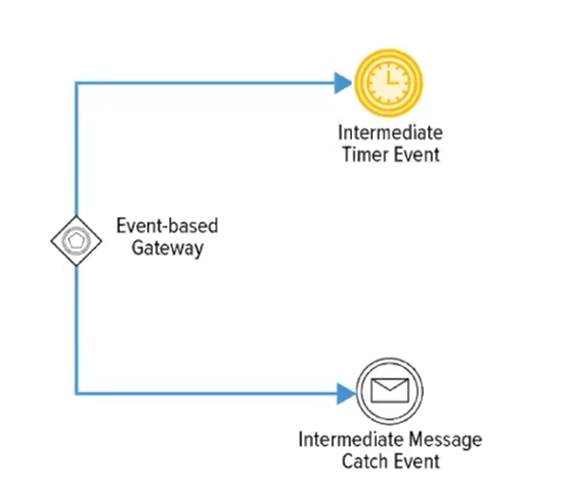 Intermediate
Timer Event
Event-based
Gateway
Intermediate Message
Catch Event